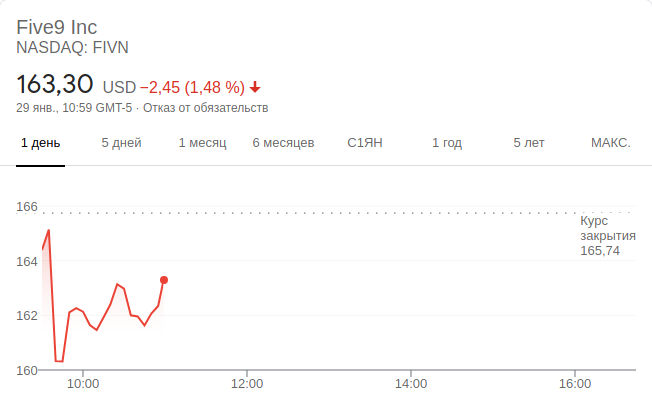 Five9 Inc
NASDAQ: FIVN
163,30 USD −2,45 (1,48 %)
29 янв., 10:59 GMT-5 · Отказ от обязательств
1 день 5 дней 1 месяц 6 месяцев С1ЯН 1 год 5 лет МАКС.
166
Курс
закрытия
165,74
164
162
160
10:00 12:00 14:00 16:00